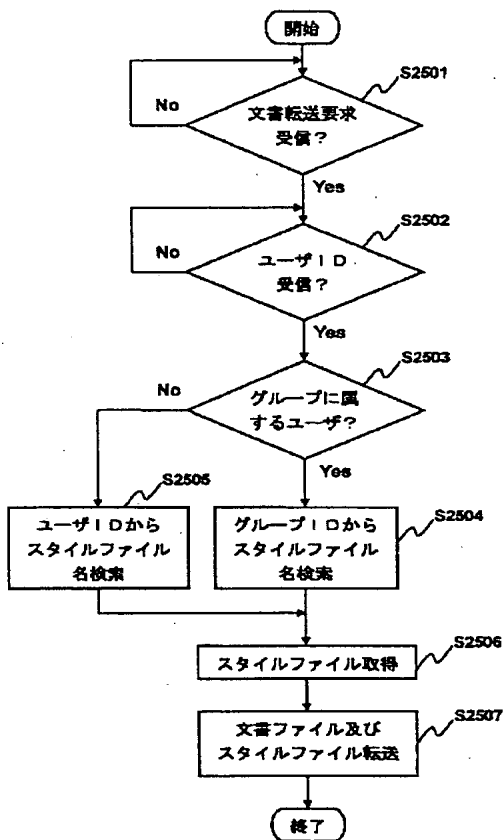 開始
S2501
No
文書転送要求
受信？
Yes
S2502
No
ユーザＩＤ
受信？
Yes
S2503
No
グループに属
するユーザ？
Yes
S2505
ユーザＩＤから
スタイルファイル
名検索
S2504
グループＩＤから
スタイルファイル
名検索
S2506
スタイルファイル取得
S2507
文書ファイル及び
スタイルファイル転送
終了